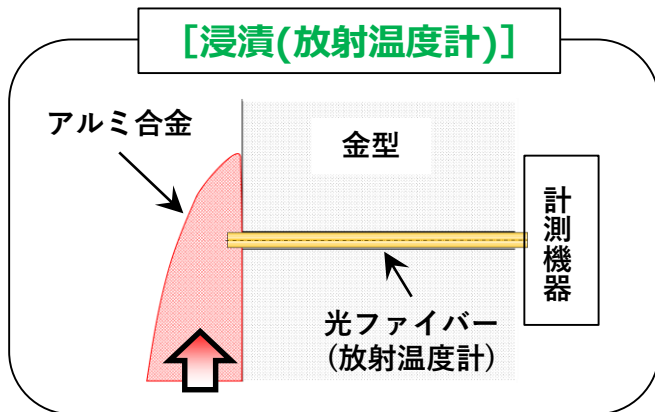 [浸漬(放射温度計)]
アルミ合金
金型
計測機器
光ファイバー
(放射温度計)